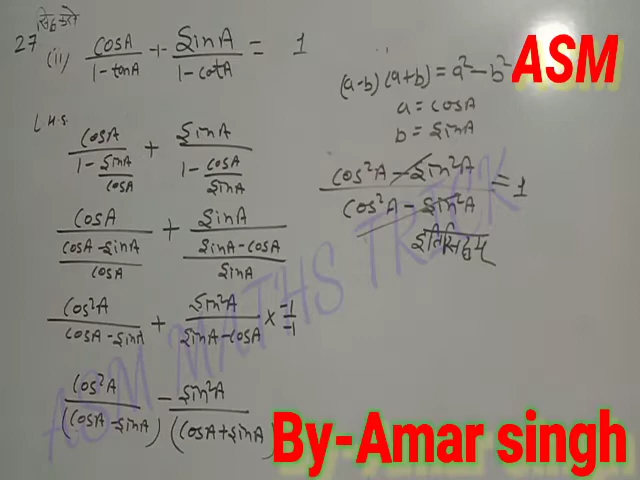 सिद्ध करो
27 (ii) cosA/(1-tanA) + SinA/(1-cotA) = 1
L.H.S.
cosA/(1 - sinA/cosA) + SinA/(1 - cosA/SinA)
cosA/((cosA-sinA)/cosA) + SinA/((SinA-cosA)/SinA)
cos²A/(cosA-sinA) + Sin²A/(SinA-cosA) × -1/-1
cos²A/(cosA-sinA) - Sin²A/(cosA+sinA)
(a-b)(a+b) = a²-b²
a = cosA
b = SinA
(cos²A - Sin²A)/(cos²A - Sin²A) = 1
इतिसिद्धम्
ASM
ASM MATHS TRICK
By-Amar singh